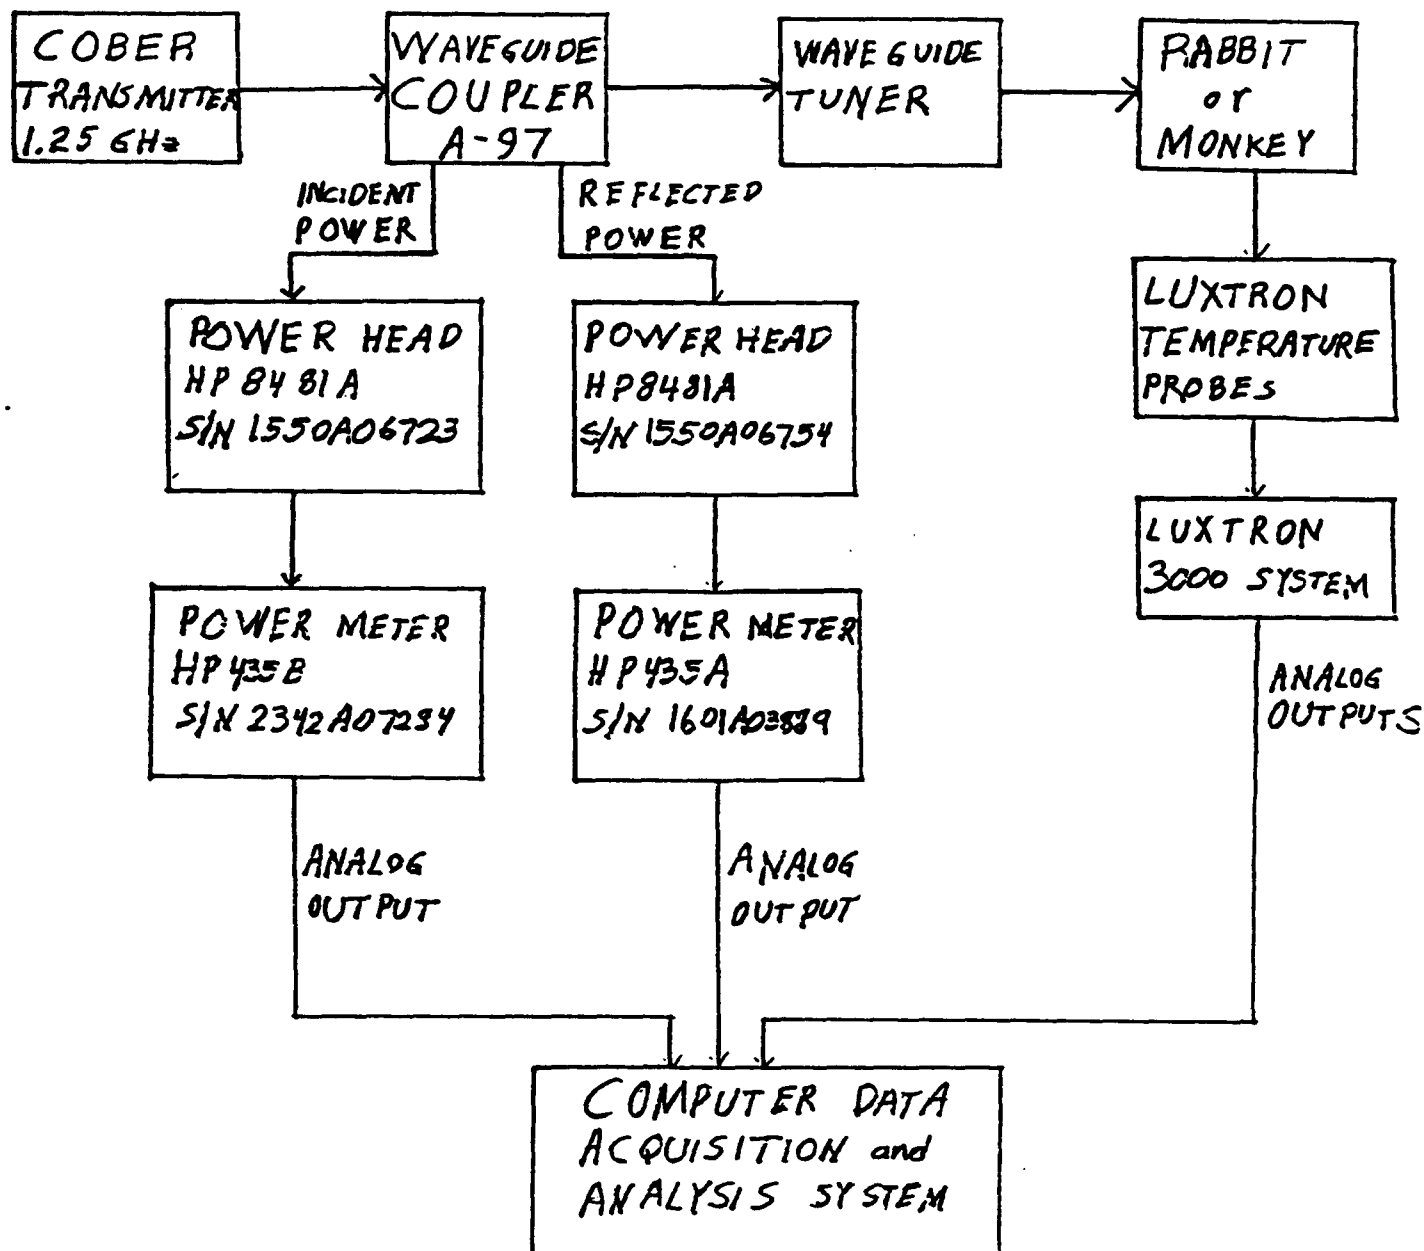 COBER
TRANSMITTER
1.25 GHz
WAVEGUIDE
COUPLER
A-97
WAVEGUIDE
TUNER
RABBIT
or
MONKEY
INCIDENT
POWER
REFLECTED
POWER
POWER HEAD
HP 8481A
S/N 1550A06723
POWER HEAD
HP8481A
S/N 1550A06754
LUXTRON
TEMPERATURE
PROBES
LUXTRON
3000 SYSTEM
POWER METER
HP 435B
S/N 2342A07284
POWER METER
HP435A
S/N
ANALOG
OUTPUTS
ANALOG
OUTPUT
ANALOG
OUTPUT
COMPUTER DATA
ACQUISITION and
ANALYSIS SYSTEM